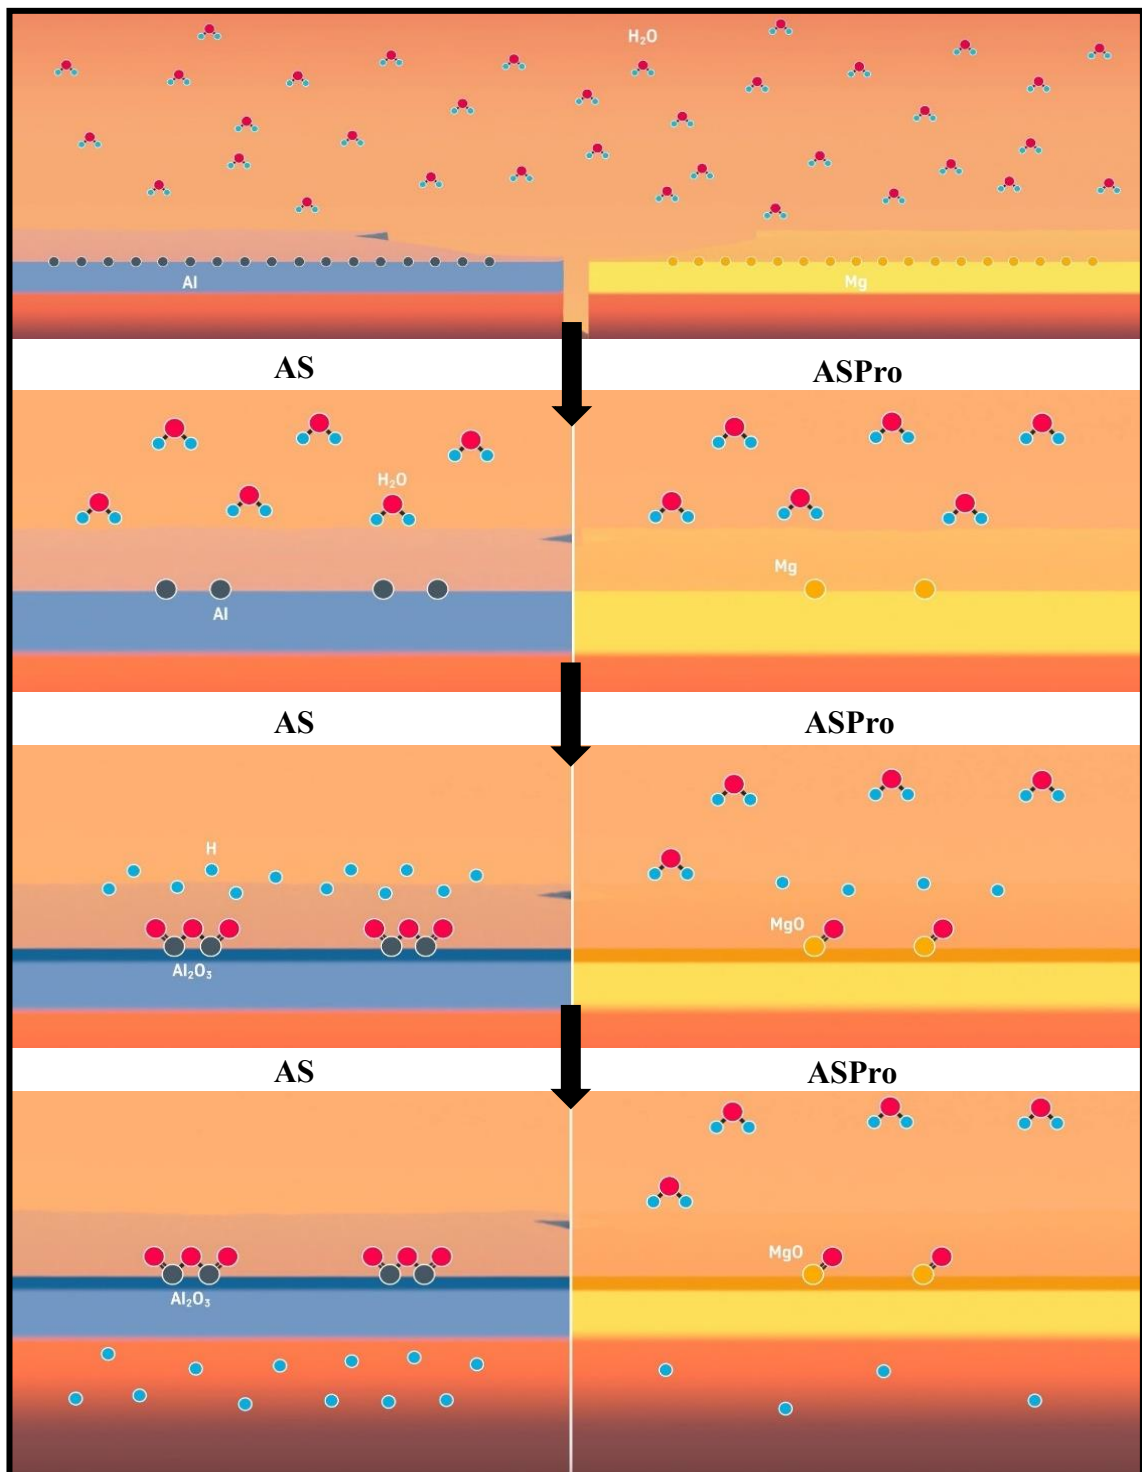 H₂O
Al
Mg
AS
ASPro
H₂O
Mg
Al
AS
ASPro
H
MgO
Al₂O₃
AS
ASPro
MgO
Al₂O₃